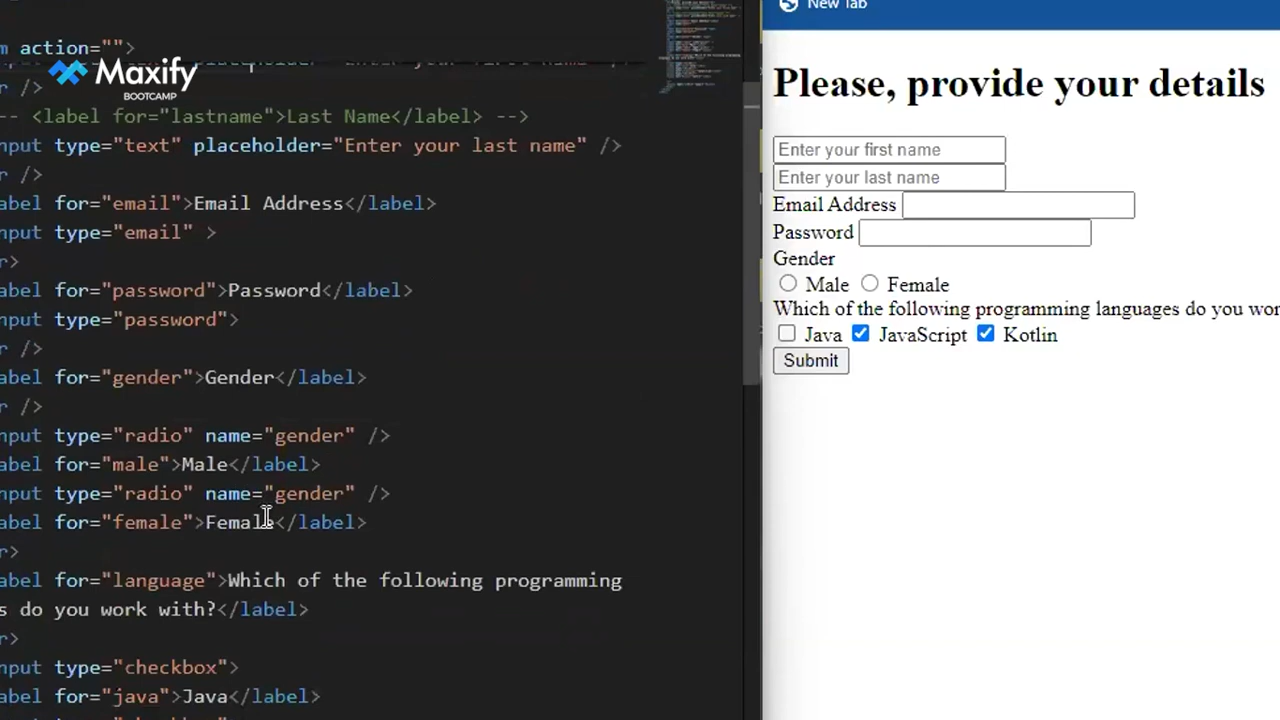 m action="">
Maxify
BOOTCAMP
r />
-- <label for="lastname">Last Name</label> -->
nput type="text" placeholder="Enter your last name" />
r />
abel for="email">Email Address</label>
nput type="email" >
r>
abel for="password">Password</label>
nput type="password">
r />
abel for="gender">Gender</label>
r />
nput type="radio" name="gender" />
abel for="male">Male</label>
nput type="radio" name="gender" />
abel for="female">Female</label>
r>
abel for="language">Which of the following programming
s do you work with?</label>
r>
nput type="checkbox">
abel for="java">Java</label>
New Tab
Please, provide your details
Enter your first name
Enter your last name
Email Address
Password
Gender
Male Female
Which of the following programming languages do you wor
Java JavaScript Kotlin
Submit